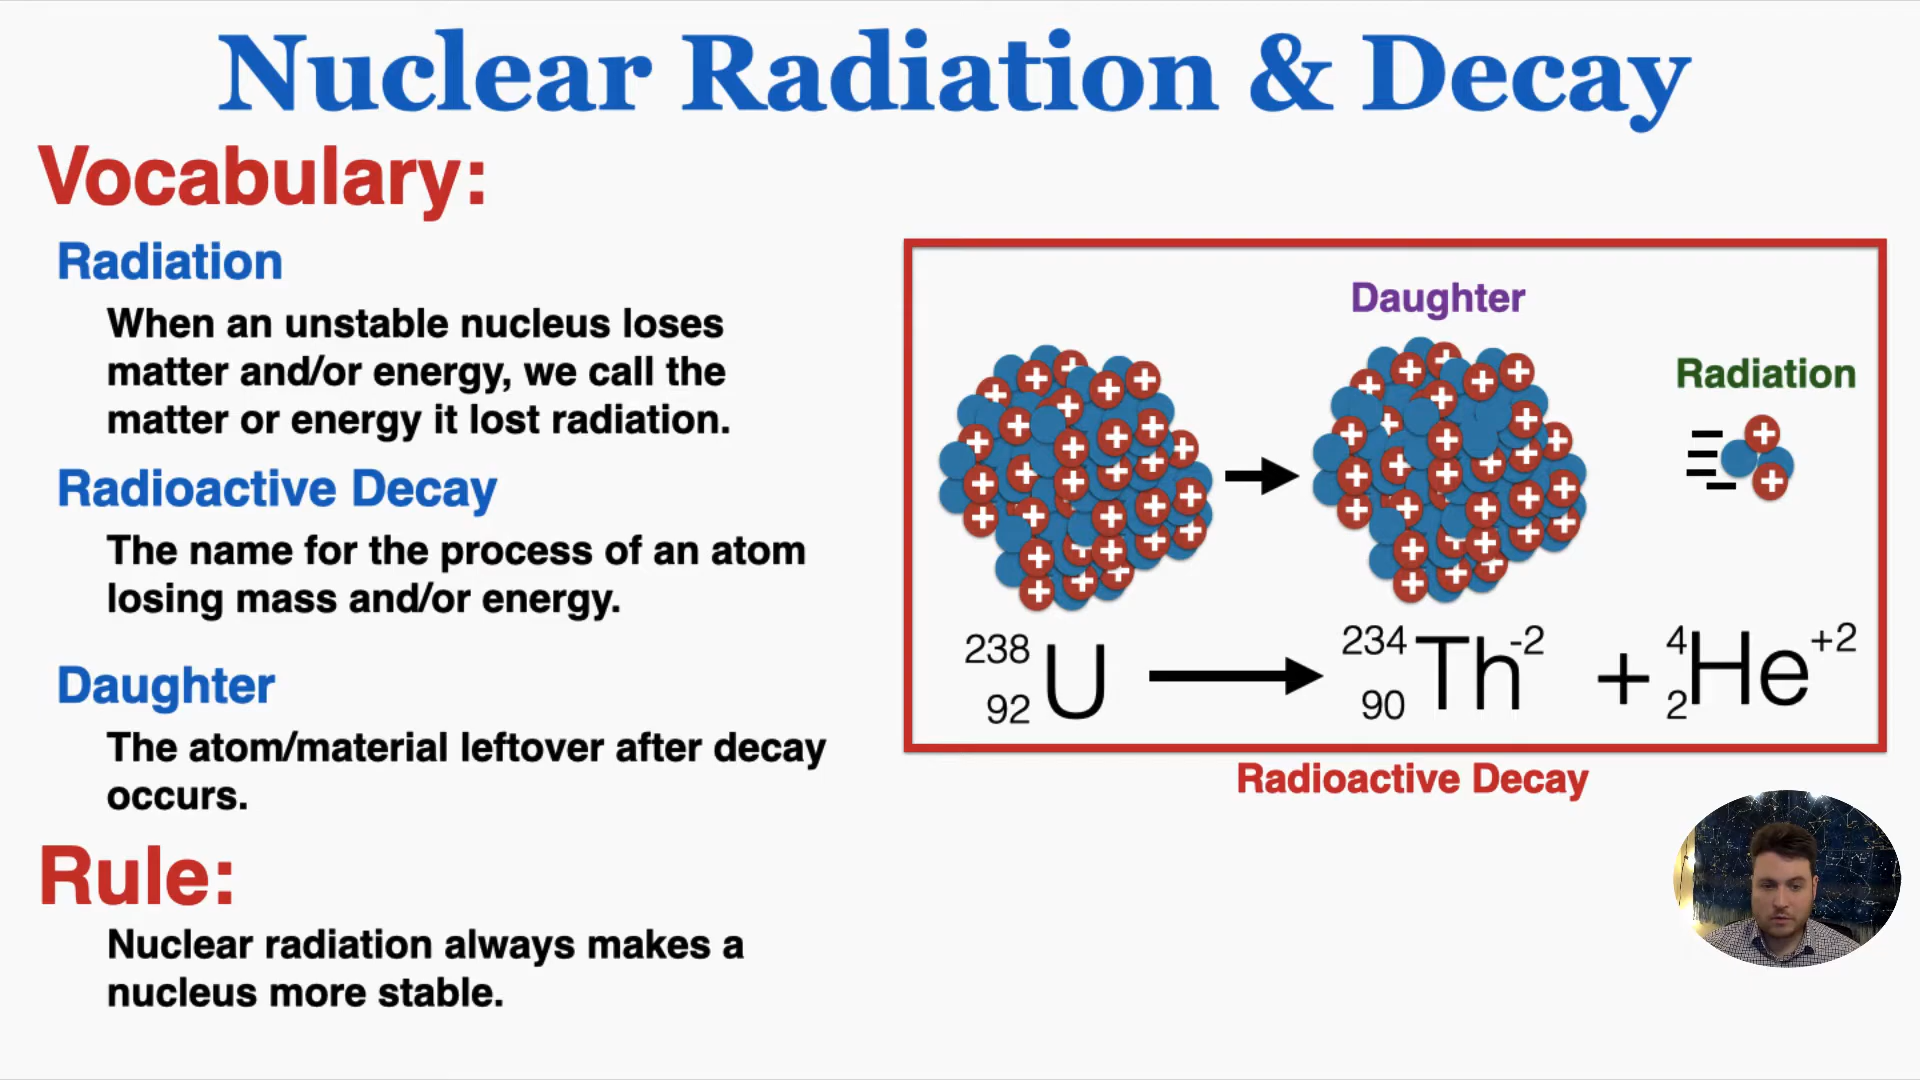 Nuclear Radiation & Decay
Vocabulary:
Radiation
When an unstable nucleus loses
matter and/or energy, we call the
matter or energy it lost radiation.
Radioactive Decay
The name for the process of an atom
losing mass and/or energy.
Daughter
The atom/material leftover after decay
occurs.
Rule:
Nuclear radiation always makes a
nucleus more stable.
Daughter
Radiation
238 92 U → 234 90 Th -2 + 4 2 He +2
Radioactive Decay